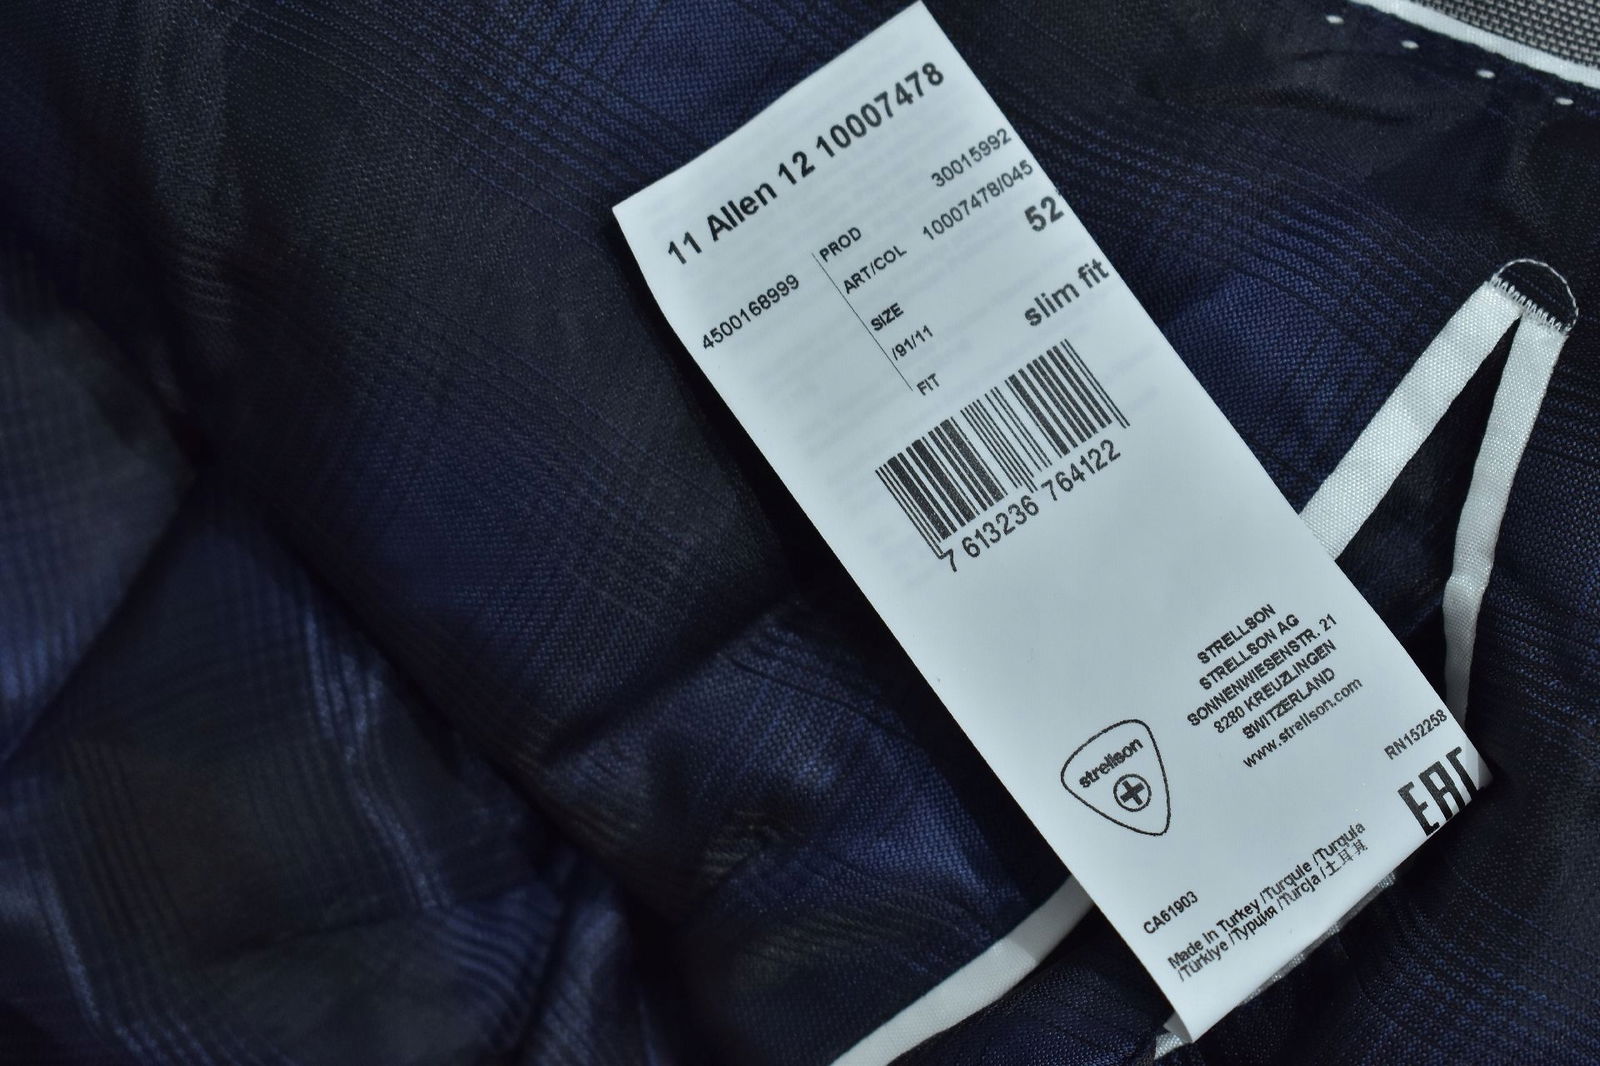 11 Allen 12 10007478
4500168999
PROD 30015992
ART/COL 10007478/045
SIZE 52
/91/11
FIT slim fit
7 613236 764122
STRELLSON
STRELLSON AG
SONNENWIESENSTR. 21
8280 KREUZLINGEN
SWITZERLAND
www.strellson.com
strellson
RN152258
EAC
CA61903
Made in Turkey /Turquie /Turquía
/Türkiye /Турция /Turcja /土耳其